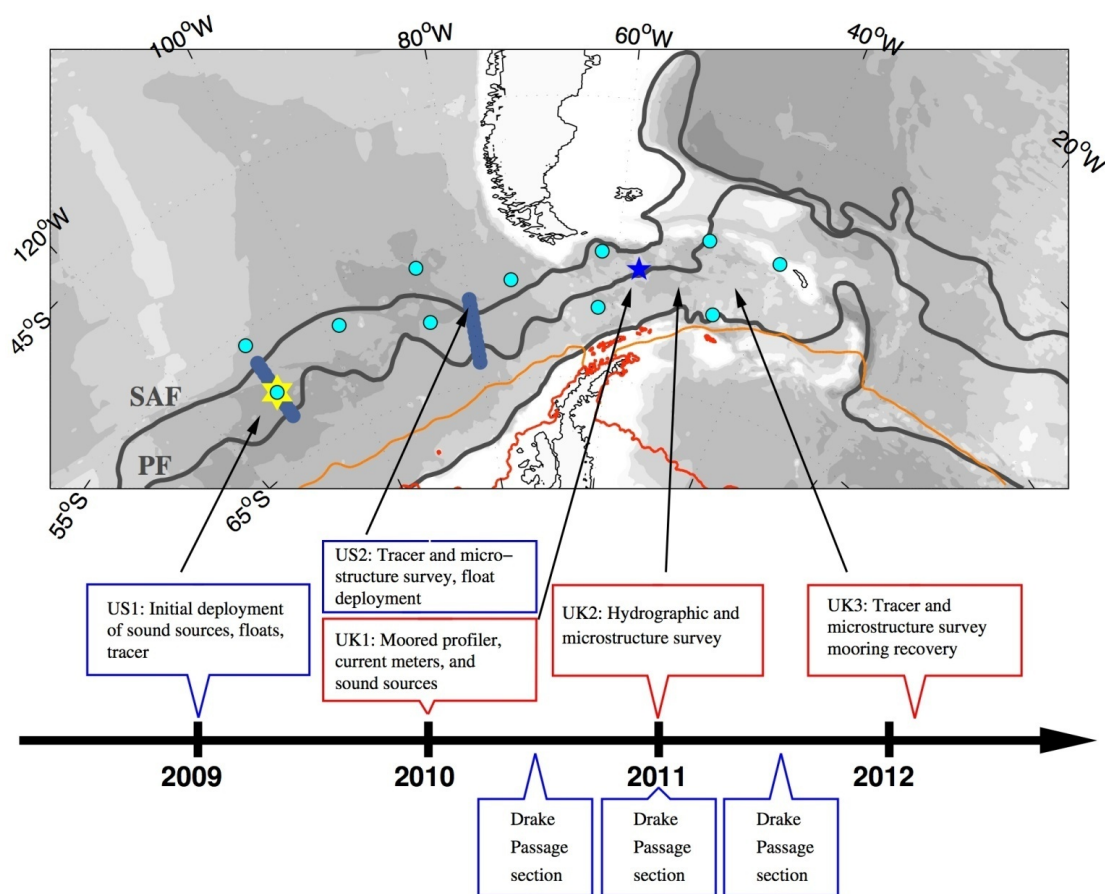 100°W
80°W
60°W
40°W
20°W
120°W
45°S
SAF
PF
55°S
65°S
US1: Initial deployment
of sound sources, floats,
tracer
US2: Tracer and micro−
structure survey, float
deployment
UK1: Moored profiler,
current meters, and
sound sources
UK2: Hydrographic and
microstructure survey
UK3: Tracer and
microstructure survey
mooring recovery
2009
2010
2011
2012
Drake
Passage
section
Drake
Passage
section
Drake
Passage
section